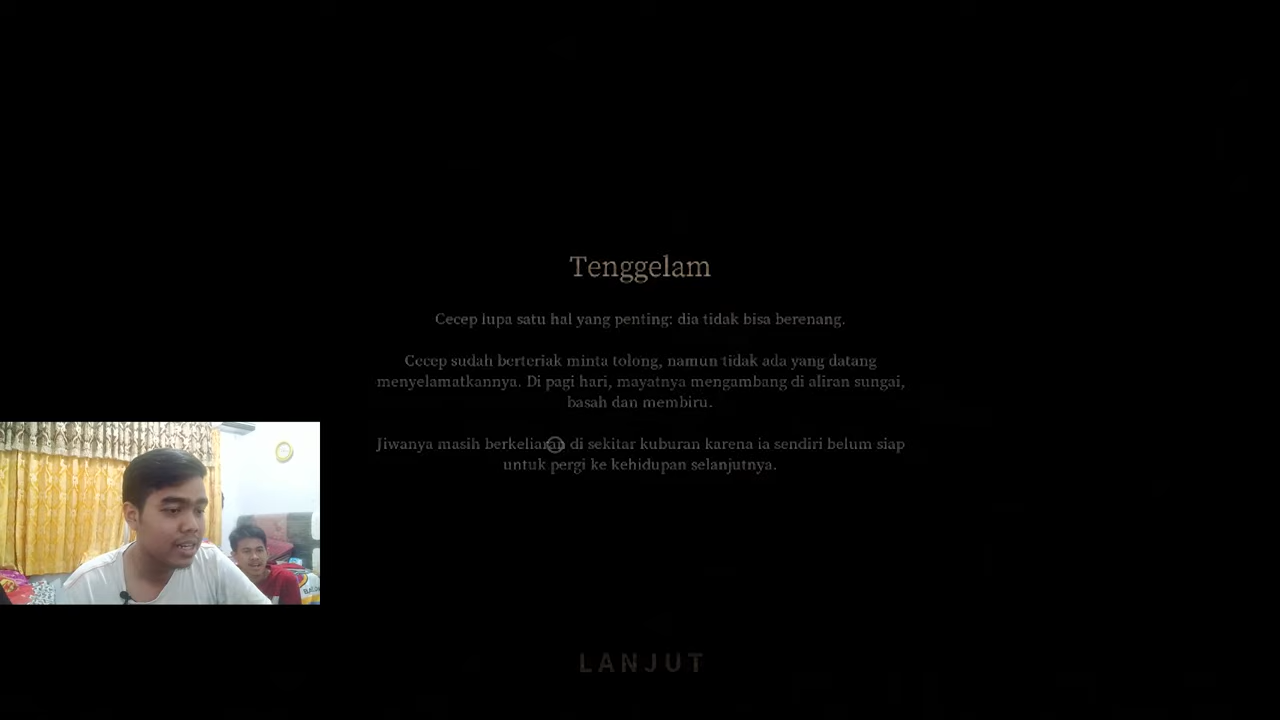 Tenggelam
Cecep lupa satu hal yang penting: dia tidak bisa berenang.
Cecep sudah berteriak minta tolong, namun tidak ada yang datang
menyelamatkannya. Di pagi hari, mayatnya mengambang di aliran sungai,
basah dan membiru.
Jiwanya masih berkeliaran di sekitar kuburan karena ia sendiri belum siap
untuk pergi ke kehidupan selanjutnya.
LANJUT